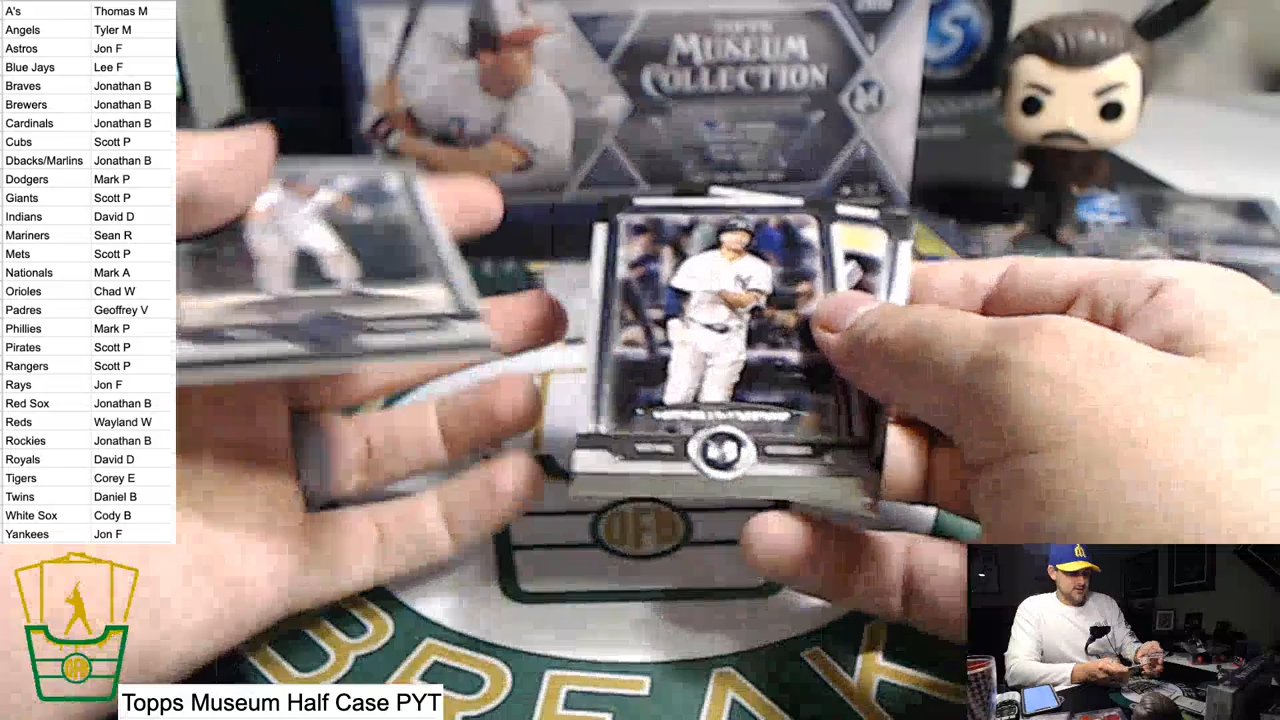 A's Thomas M
Angels Tyler M
Astros Jon F
Blue Jays Lee F
Braves Jonathan B
Brewers Jonathan B
Cardinals Jonathan B
Cubs Scott P
Dbacks/Marlins Jonathan B
Dodgers Mark P
Giants Scott P
Indians David D
Mariners Sean R
Mets Scott P
Nationals Mark A
Orioles Chad W
Padres Geoffrey V
Phillies Mark P
Pirates Scott P
Rangers Scott P
Rays Jon F
Red Sox Jonathan B
Reds Wayland W
Rockies Jonathan B
Royals David D
Tigers Corey E
Twins Daniel B
White Sox Cody B
Yankees Jon F
TOPPS
MUSEUM
COLLECTION
BREAK
Topps Museum Half Case PYT